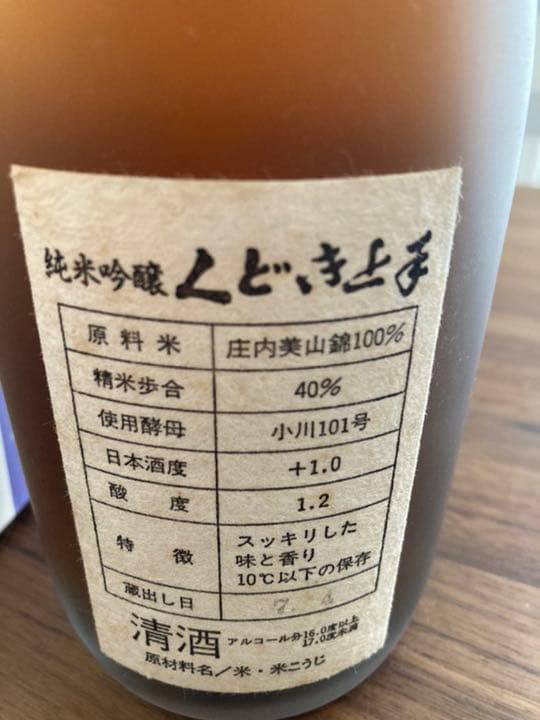 純米吟醸 くどき上手
原料米 庄内美山錦100%
精米歩合 40%
使用酵母 小川101号
日本酒度 +1.0
酸度 1.2
特徴 スッキリした
味と香り
10℃以下の保存
蔵出し日 7. 4
清酒 アルコール分16.0度以上
17.0度未満
原材料名/米・米こうじ